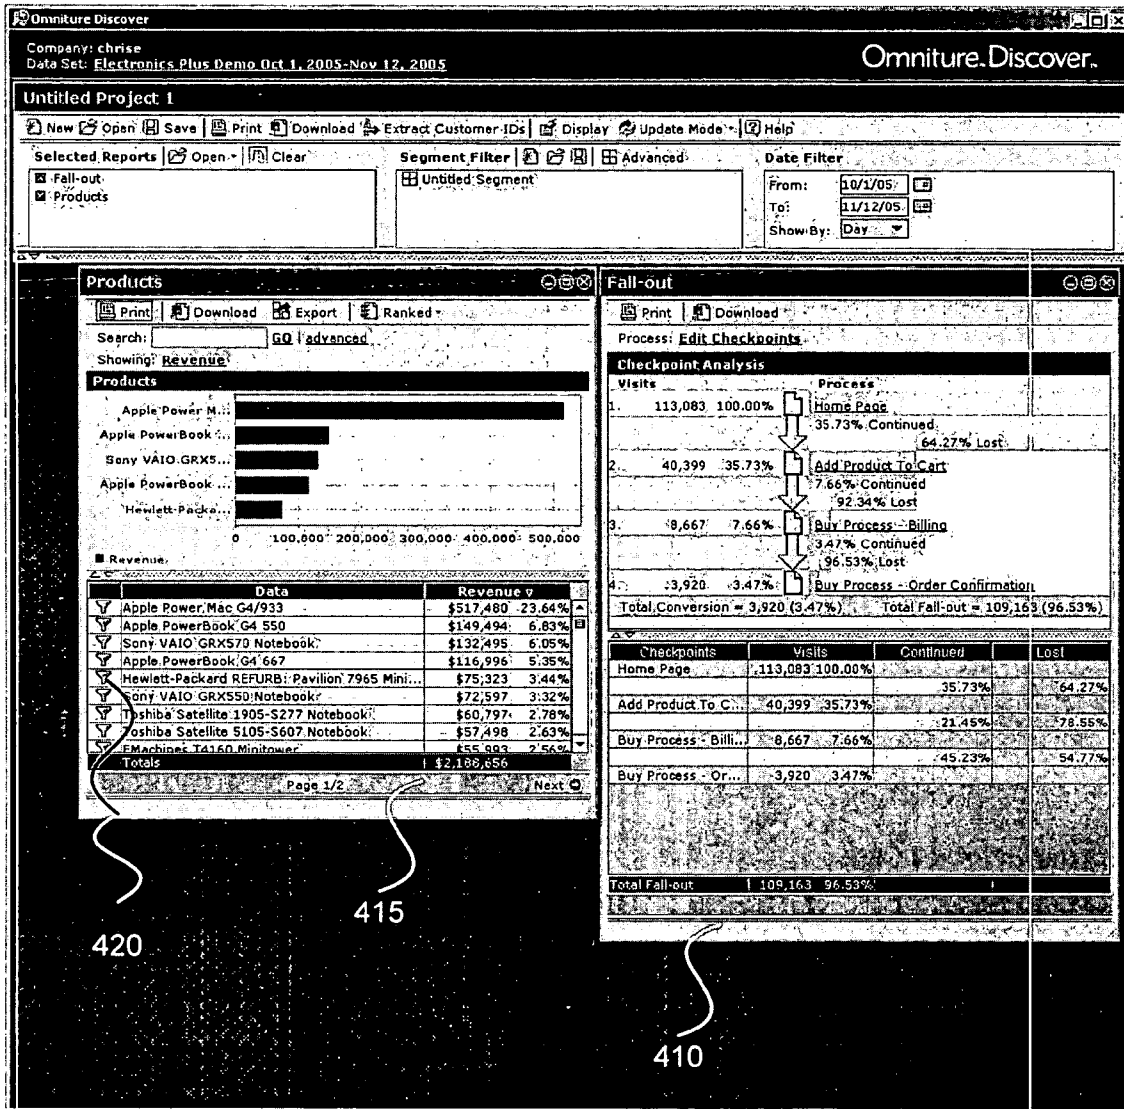 Omniture Discover
Company: chrise
Data Set: Electronics Plus Demo Oct 1, 2005-Nov 12, 2005
Omniture Discover™
Untitled Project 1
New Open Save Print Download Extract Customer IDs Display Update Mode Help
Selected Reports Open Clear
Fall-out
Products
Segment Filter Advanced
Untitled Segment
Date Filter
From: 10/1/05
To: 11/12/05
Show By: Day
Products
Print Download Export Ranked
Search: GO advanced
Showing: Revenue
Products
Apple Power M...
Apple PowerBook ...
Sony VAIO GRX5...
Apple PowerBook ...
Hewlett-Packa...
0 100,000 200,000 300,000 400,000 500,000
Revenue
Data Revenue
Apple Power Mac G4/933 $517,480 23.64%
Apple PowerBook G4 550 $149,494 6.83%
Sony VAIO GRX570 Notebook $132,495 6.05%
Apple PowerBook G4 667 $116,996 5.35%
Hewlett-Packard REFURB: Pavilion 7965 Mini... $75,323 3.44%
Sony VAIO GRX550 Notebook $72,597 3.32%
Toshiba Satellite 1905-S277 Notebook $60,797 2.78%
Toshiba Satellite 5105-S607 Notebook $57,498 2.63%
EMachines T4160 Minitower $55,993 2.56%
Totals $2,188,656
Page 1/2 Next
Fall-out
Print Download
Process: Edit Checkpoints
Checkpoint Analysis
Visits Process
1. 113,083 100.00% Home Page
35.73% Continued
64.27% Lost
2. 40,399 35.73% Add Product To Cart
7.66% Continued
92.34% Lost
3. 8,667 7.66% Buy Process - Billing
3.47% Continued
96.53% Lost
4. 3,920 3.47% Buy Process - Order Confirmation
Total Conversion = 3,920 (3.47%) Total Fall-out = 109,163 (96.53%)
Checkpoints Visits Continued Lost
Home Page 113,083 100.00%
35.73% 64.27%
Add Product To C... 40,399 35.73%
21.45% 78.55%
Buy Process - Billi... 8,667 7.66%
45.23% 54.77%
Buy Process - Or... 3,920 3.47%
Total Fall-out 109,163 96.53%
420
415
410